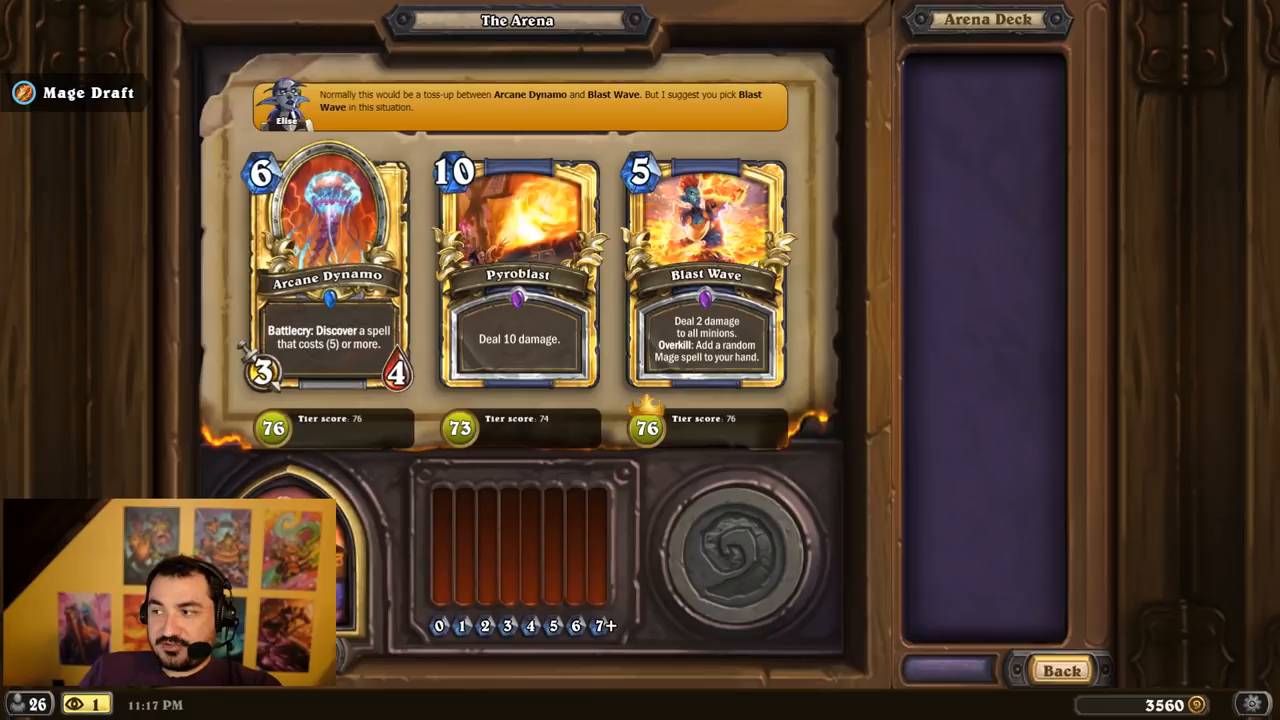 The Arena
Arena Deck
Mage Draft
Normally this would be a toss-up between Arcane Dynamo and Blast Wave. But I suggest you pick Blast
Wave in this situation.
Elise
6
10
5
Arcane Dynamo
Pyroblast
Blast Wave
Battlecry: Discover a spell
that costs (5) or more.
Deal 10 damage.
Deal 2 damage
to all minions.
Overkill: Add a random
Mage spell to your hand.
3
4
76
Tier score: 76
73
Tier score: 74
76
Tier score: 76
0 1 2 3 4 5 6 7+
Back
26
1
11:17 PM
3560